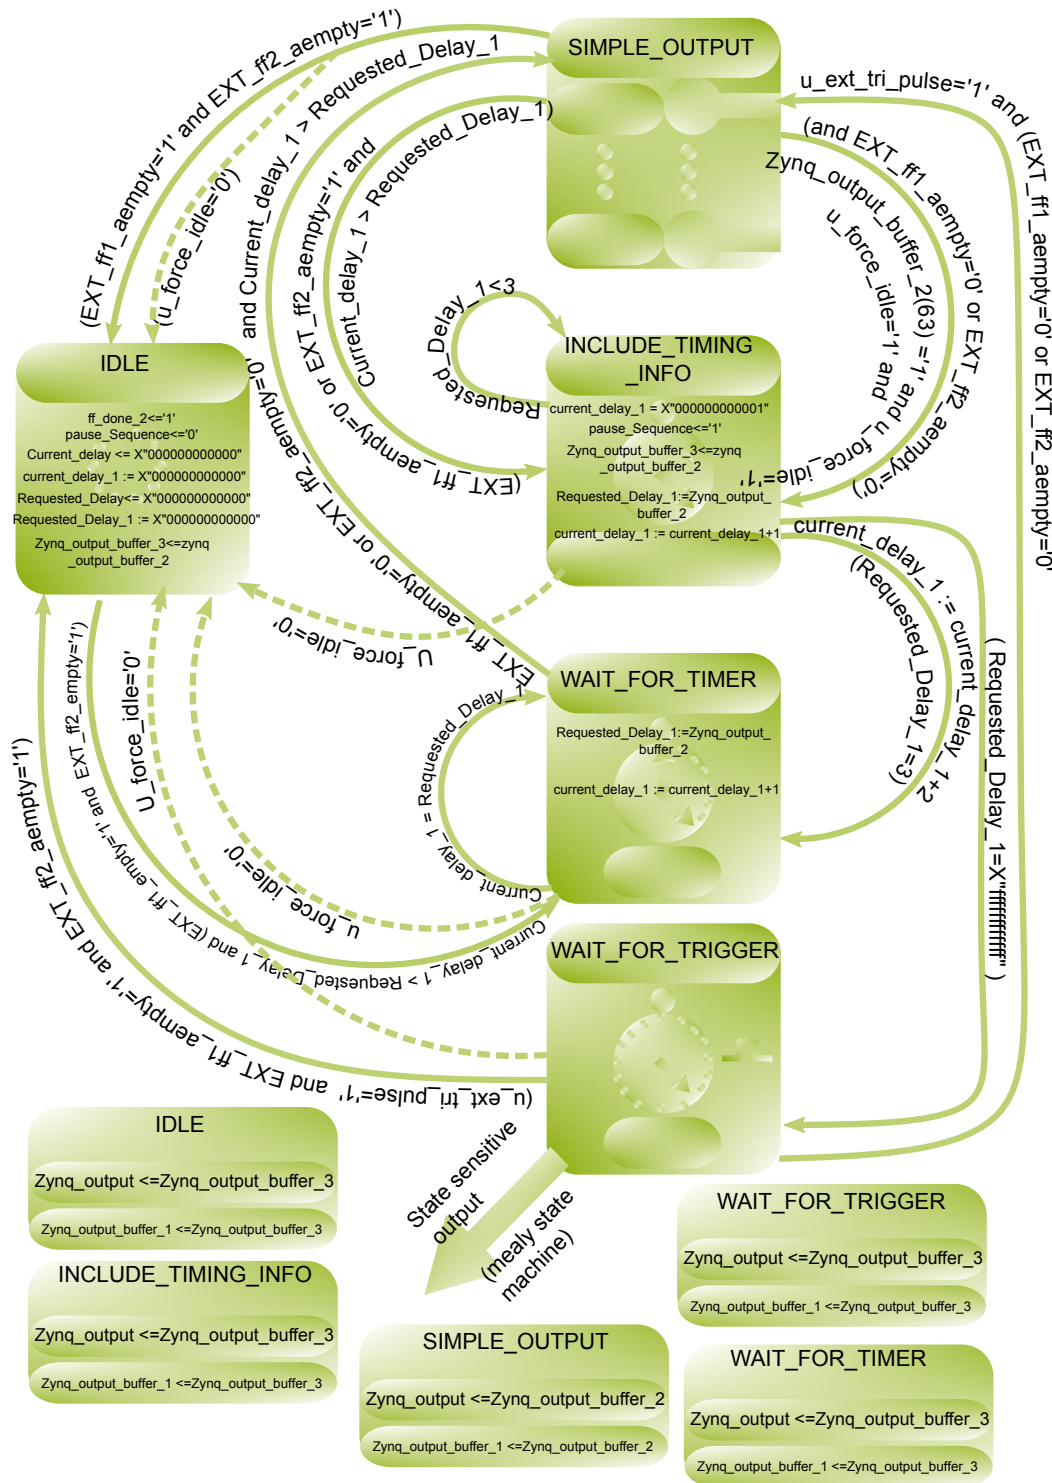 SIMPLE_OUTPUT
(EXT_ff1_aempty='1' and EXT_ff2_aempty='1')
(u_force_idle='0')
EXT_ff1_aempty='0' or EXT_ff2_aempty='0' and Current_delay_1 > Requested_Delay_1
(EXT_ff1_aempty='0' or EXT_ff2_aempty='1' and
Current_delay_1 > Requested_Delay_1)
u_ext_tri_pulse='1' and (EXT_ff1_aempty='0' or EXT_ff2_aempty='0'
(and EXT_ff1_aempty='0' or EXT_ff2_aempty='0')
Zynq_output_buffer_2(63) ='1' and u_force_idle='1'
u_force_idle='1' and
Requested_Delay_1<3
IDLE
ff_done_2<='1'
pause_Sequence<='0'
Current_delay <= X"000000000000"
current_delay_1 := X"000000000000"
Requested_Delay<= X"000000000000"
Requested_Delay_1 := X"000000000000"
Zynq_output_buffer_3<=zynq
_output_buffer_2
INCLUDE_TIMING
_INFO
current_delay_1 = X"000000000001"
pause_Sequence<='1'
Zynq_output_buffer_3<=zynq
_output_buffer_2
Requested_Delay_1:=Zynq_output_
buffer_2
current_delay_1 := current_delay_1+1
current_delay_1 := current_delay_1+2
(Requested_Delay_1=3)
( Requested_Delay_1=X"ffffffffffff" )
U_force_idle='0'
WAIT_FOR_TIMER
Requested_Delay_1:=Zynq_output_
buffer_2
current_delay_1 := current_delay_1+1
Current_delay_1 = Requested_Delay_1
Current_delay_1 > Requested_Delay_1 and (EXT_ff1_empty='1' and EXT_ff2_empty='1')
u_force_idle='0'
U_force_idle='0'
(u_ext_tri_pulse='1' and EXT_ff1_aempty='1' and EXT_ff2_aempty='1')
WAIT_FOR_TRIGGER
State sensitive
output
(mealy state
machine)
IDLE
Zynq_output <=Zynq_output_buffer_3
Zynq_output_buffer_1 <=Zynq_output_buffer_3
INCLUDE_TIMING_INFO
Zynq_output <=Zynq_output_buffer_3
Zynq_output_buffer_1 <=Zynq_output_buffer_3
SIMPLE_OUTPUT
Zynq_output <=Zynq_output_buffer_2
Zynq_output_buffer_1 <=Zynq_output_buffer_2
WAIT_FOR_TRIGGER
Zynq_output <=Zynq_output_buffer_3
Zynq_output_buffer_1 <=Zynq_output_buffer_3
WAIT_FOR_TIMER
Zynq_output <=Zynq_output_buffer_3
Zynq_output_buffer_1 <=Zynq_output_buffer_3